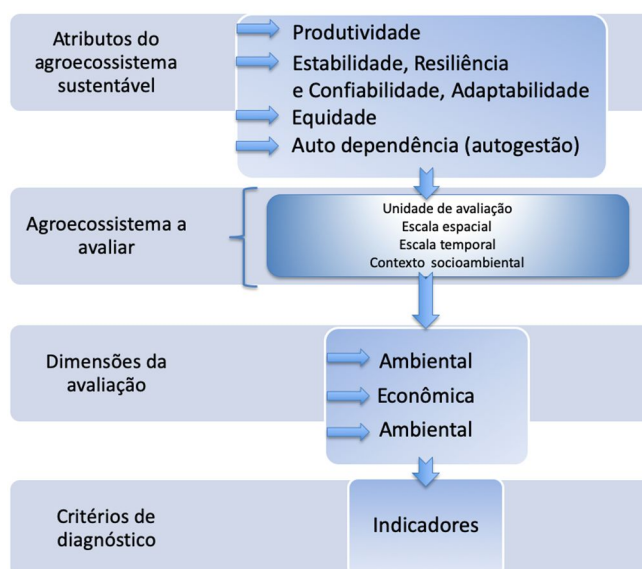 Atributos do
agroecossistema
sustentável
Produtividade
Estabilidade, Resiliência
e Confiabilidade, Adaptabilidade
Equidade
Auto dependência (autogestão)
Agroecossistema a
avaliar
Unidade de avaliação
Escala espacial
Escala temporal
Contexto socioambiental
Dimensões da
avaliação
Ambiental
Econômica
Ambiental
Critérios de
diagnóstico
Indicadores